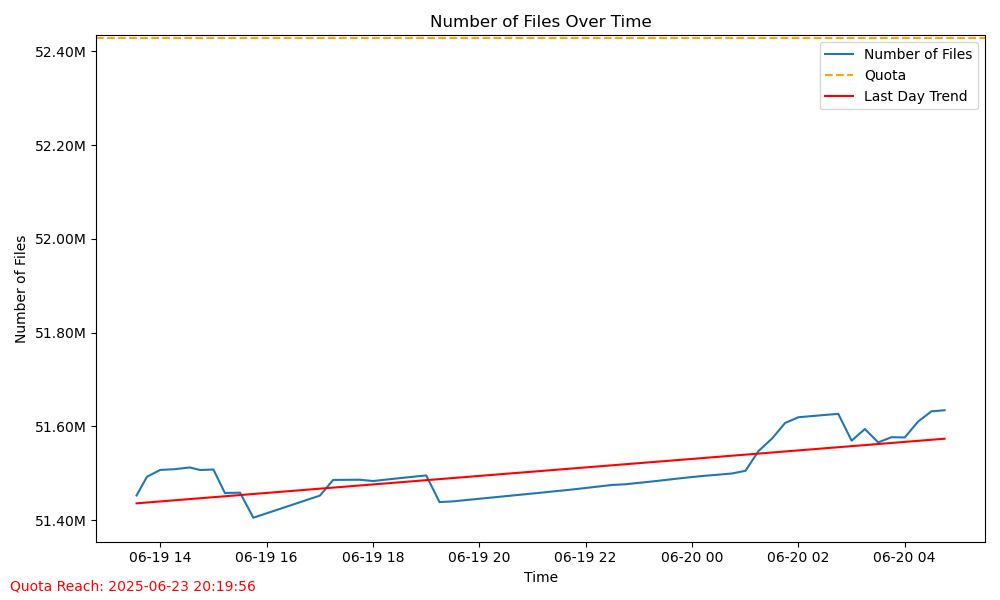 Number of Files Over Time
Number of Files
Quota
Last Day Trend
52.40M
52.20M
52.00M
51.80M
51.60M
51.40M
Number of Files
06-19 14
06-19 16
06-19 18
06-19 20
06-19 22
06-20 00
06-20 02
06-20 04
Time
Quota Reach: 2025-06-23 20:19:56